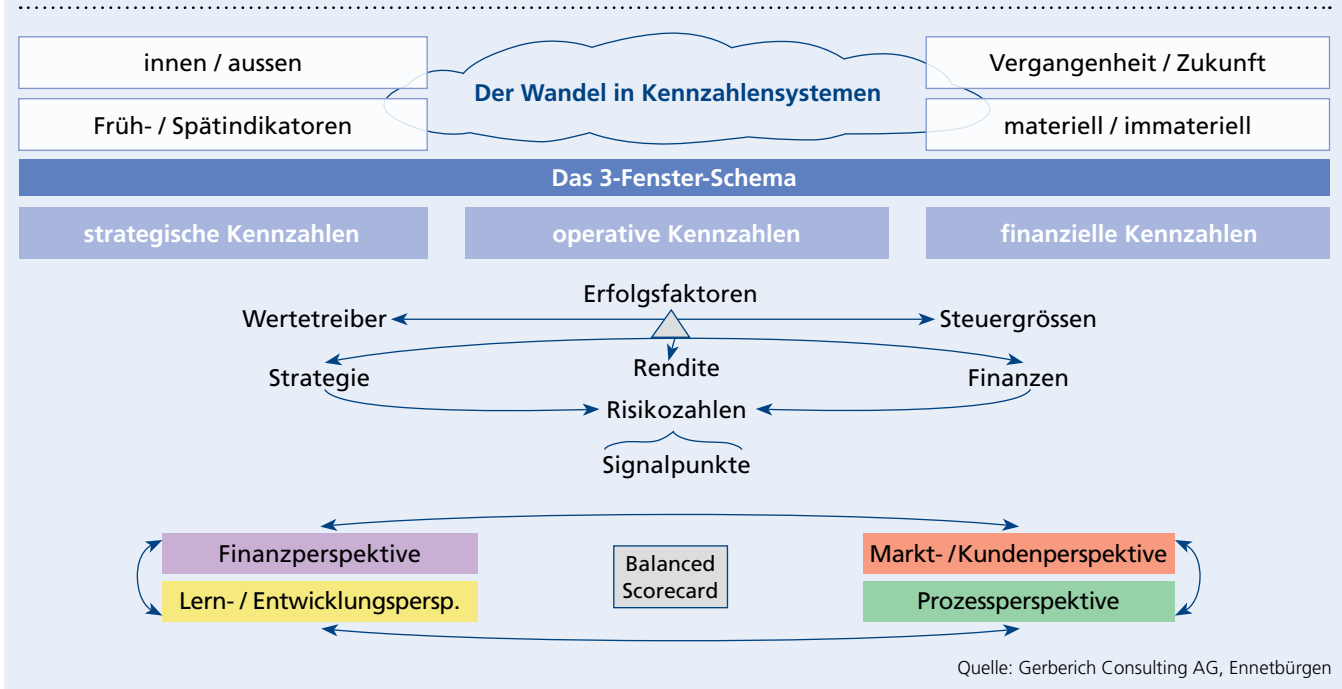 innen / aussen
Früh- / Spätindikatoren
Der Wandel in Kennzahlensystemen
Vergangenheit / Zukunft
materiell / immateriell
Das 3-Fenster-Schema
strategische Kennzahlen
operative Kennzahlen
finanzielle Kennzahlen
Erfolgsfaktoren
Wertetreiber
Steuergrössen
Strategie
Rendite
Finanzen
Risikozahlen
Signalpunkte
Finanzperspektive
Lern- / Entwicklungspersp.
Balanced
Scorecard
Markt- /Kundenperspektive
Prozessperspektive
Quelle: Gerberich Consulting AG, Ennetbürgen